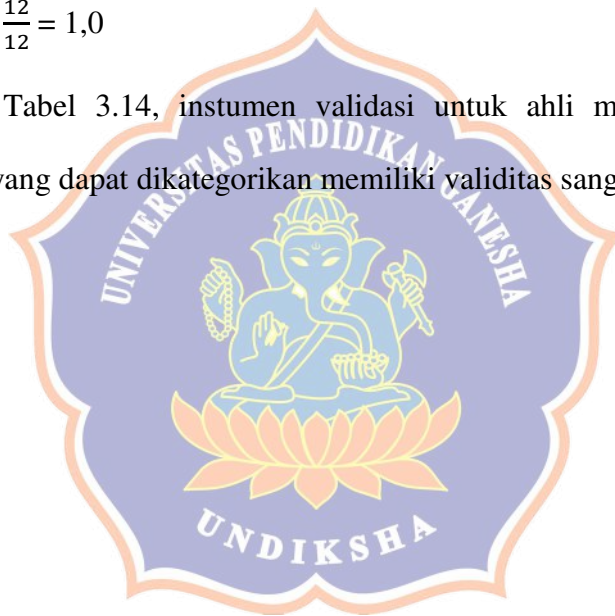 12/12 = 1,0
Tabel 3.14, instumen validasi untuk ahli m
yang dapat dikategorikan memiliki validitas sang
UNIVERSITAS PENDIDIKAN GANESHA
UNDIKSHA